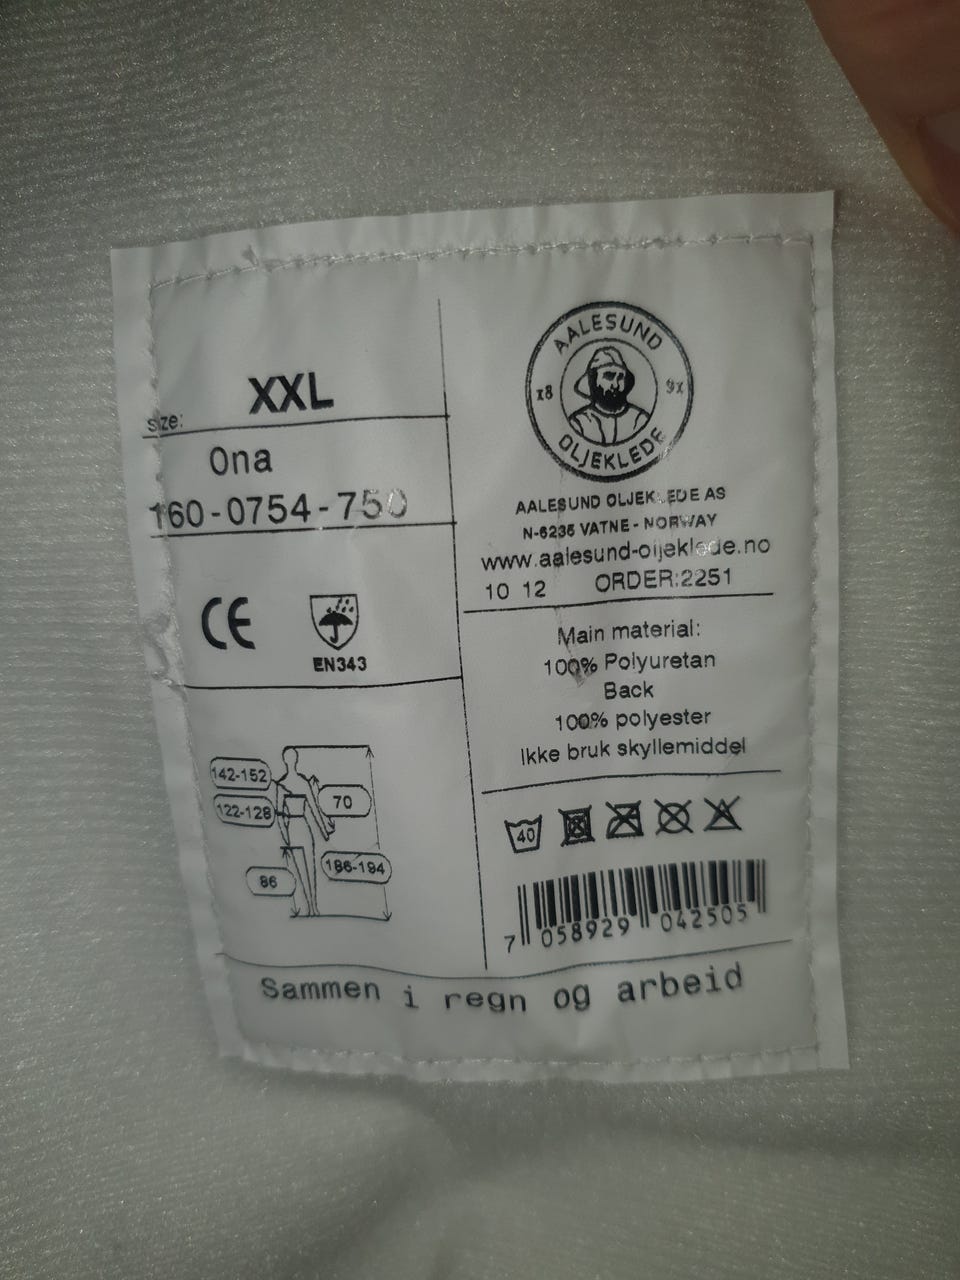 XXL
size:
Ona
160-0754-750
CE
EN343
142-152
122-128
70
86
186-194
AALESUND
18 91
OLJEKLEDE
AALESUND OLJEKLEDE AS
N-6235 VATNE - NORWAY
www.aalesund-oljeklede.no
10 12 ORDER:2251
Main material:
100% Polyuretan
Back
100% polyester
Ikke bruk skyllemiddel
40
7 058929 042505
Sammen i regn og arbeid